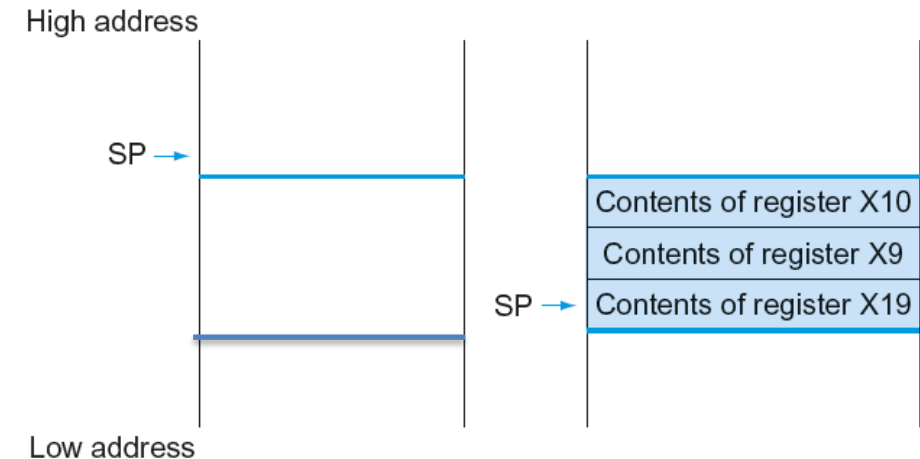 High address
SP
Contents of register X10
Contents of register X9
SP
Contents of register X19
Low address